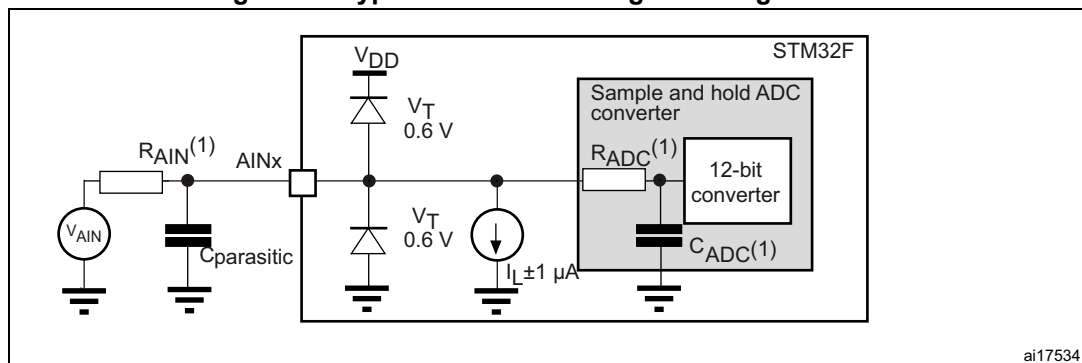 STM32F
VDD
VT
0.6 V
Sample and hold ADC
converter
RAIN(1)
AINx
RADC(1)
12-bit
converter
VAIN
Cparasitic
VT
0.6 V
IL±1 µA
CADC(1)
ai17534